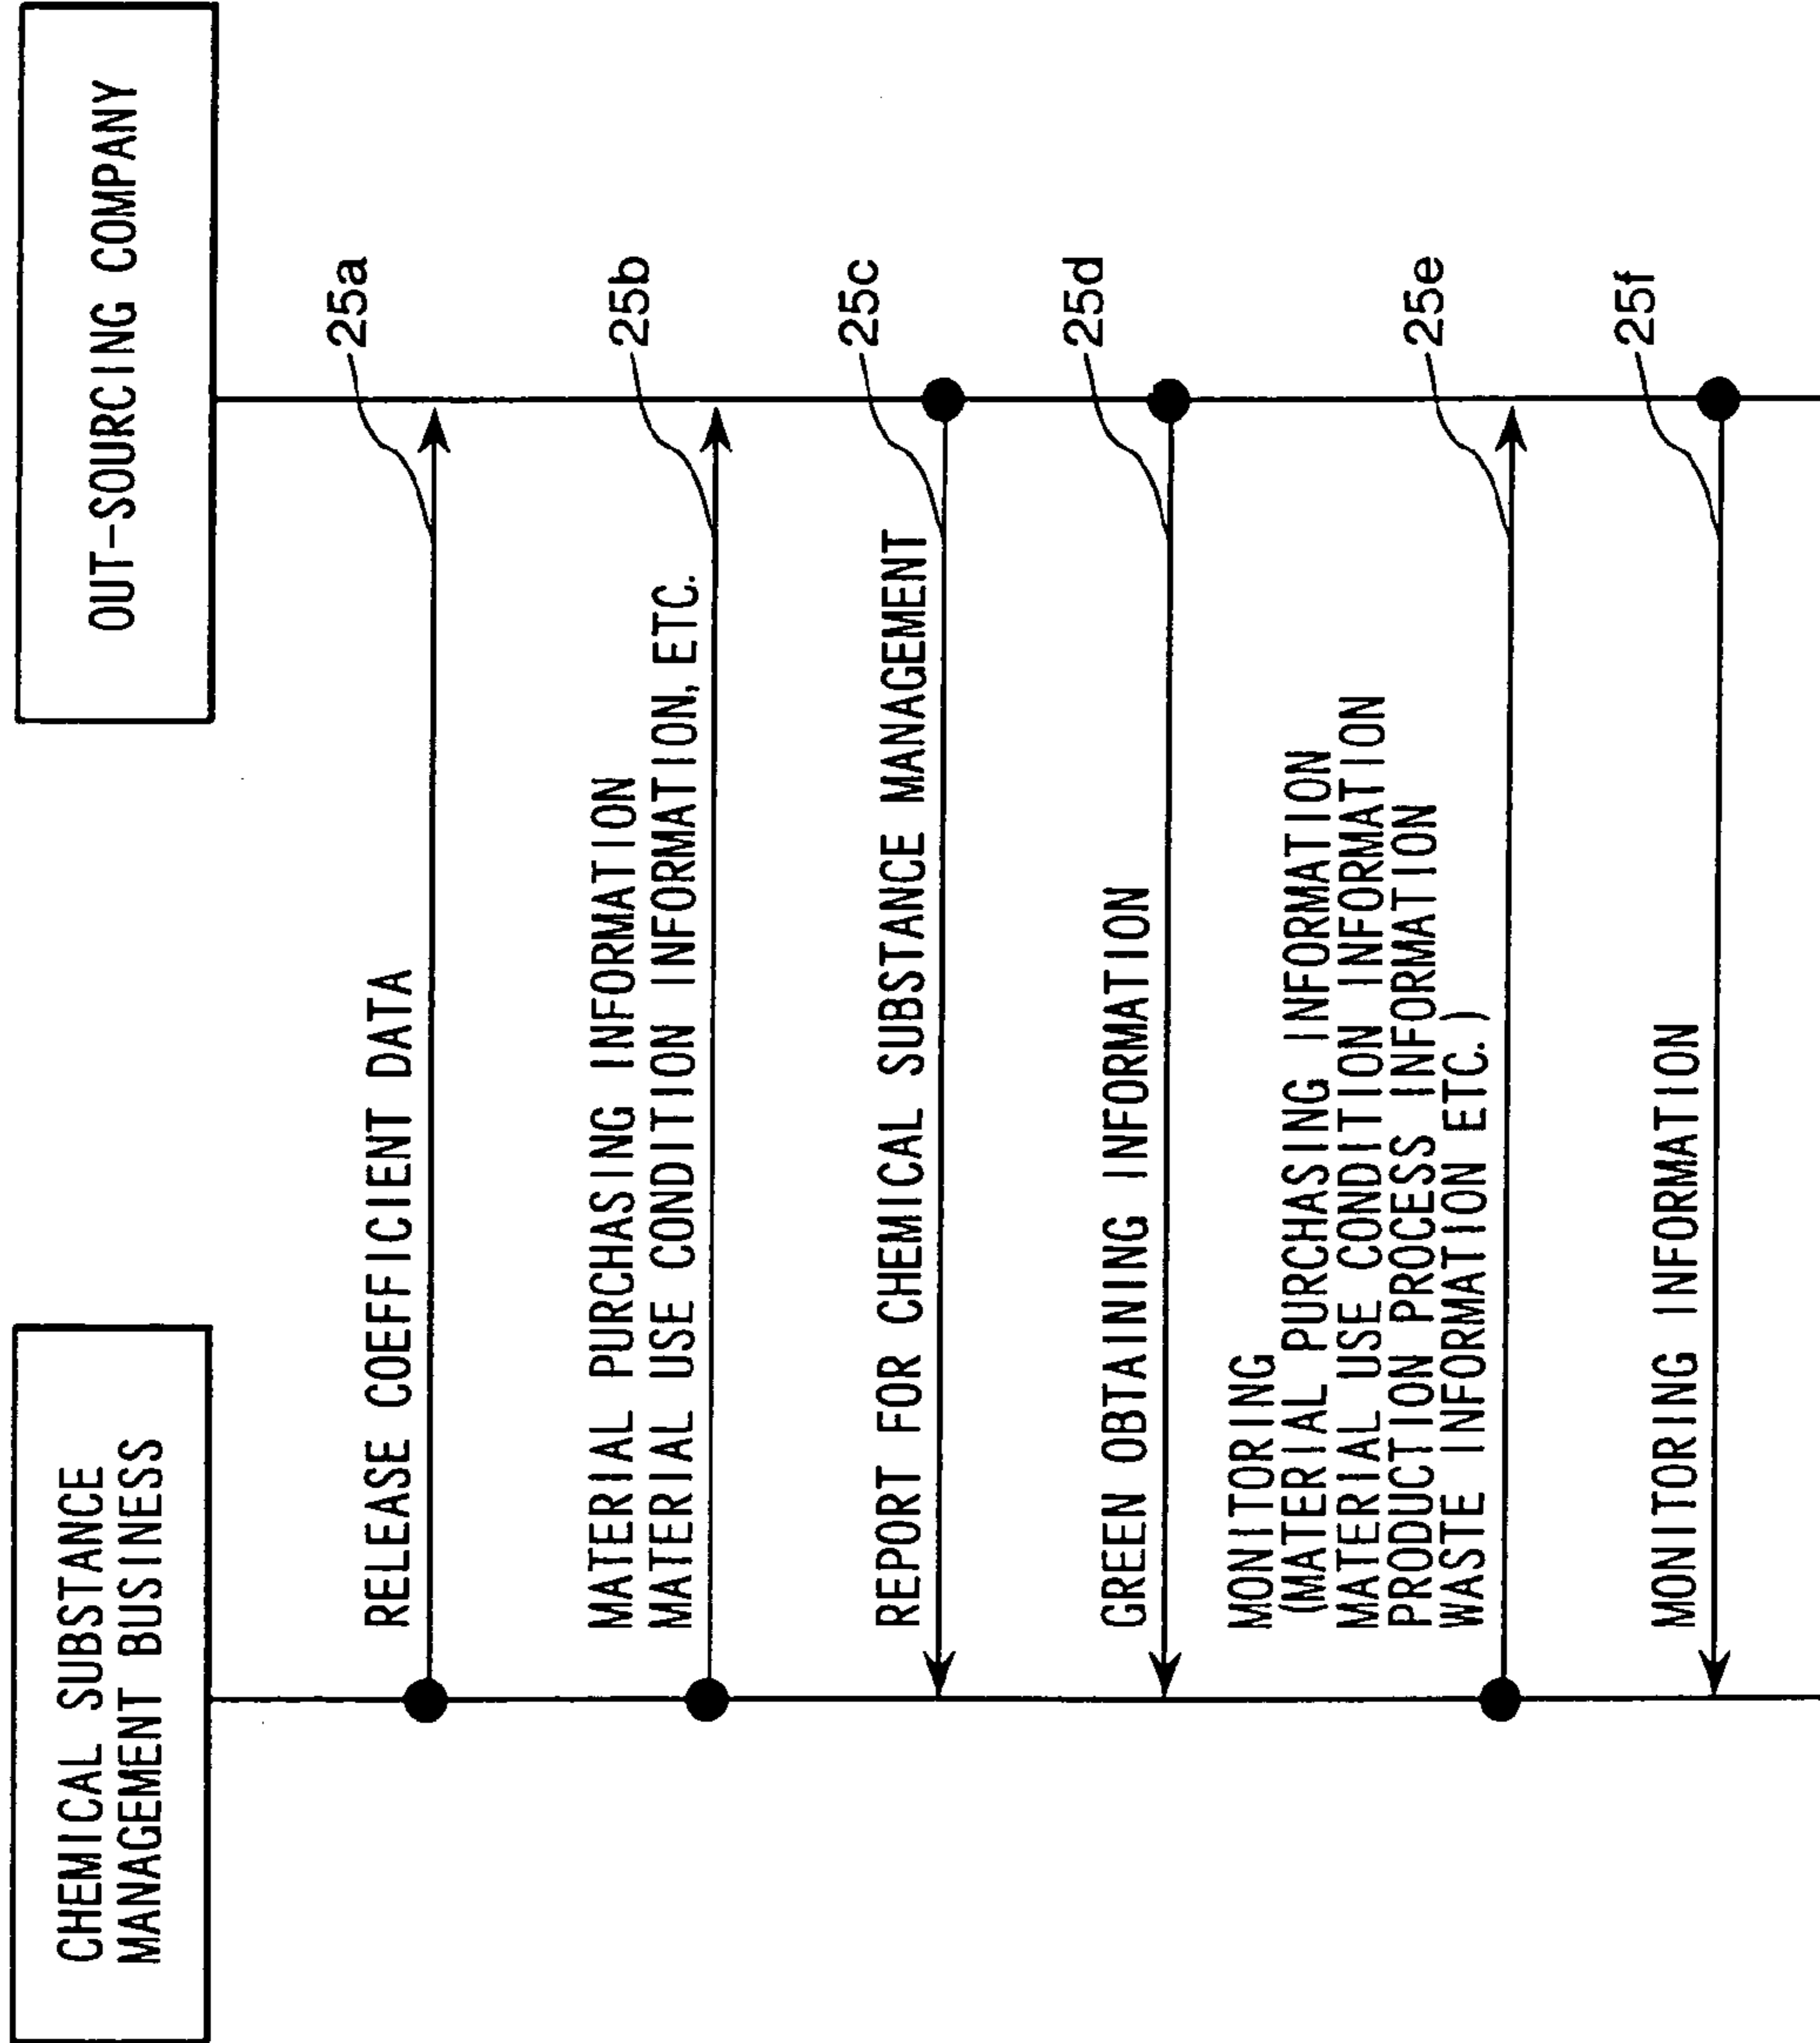 CHEMICAL SUBSTANCE
MANAGEMENT BUSINESS
OUT-SOURCING COMPANY
RELEASE COEFFICIENT DATA
25a
MATERIAL PURCHASING INFORMATION
MATERIAL USE CONDITION INFORMATION, ETC.
25b
REPORT FOR CHEMICAL SUBSTANCE MANAGEMENT
25c
GREEN OBTAINING INFORMATION
25d
MONITORING
(MATERIAL PURCHASING INFORMATION
MATERIAL USE CONDITION INFORMATION
PRODUCTION PROCESS INFORMATION
WASTE INFORMATION ETC.)
25e
MONITORING INFORMATION
25f